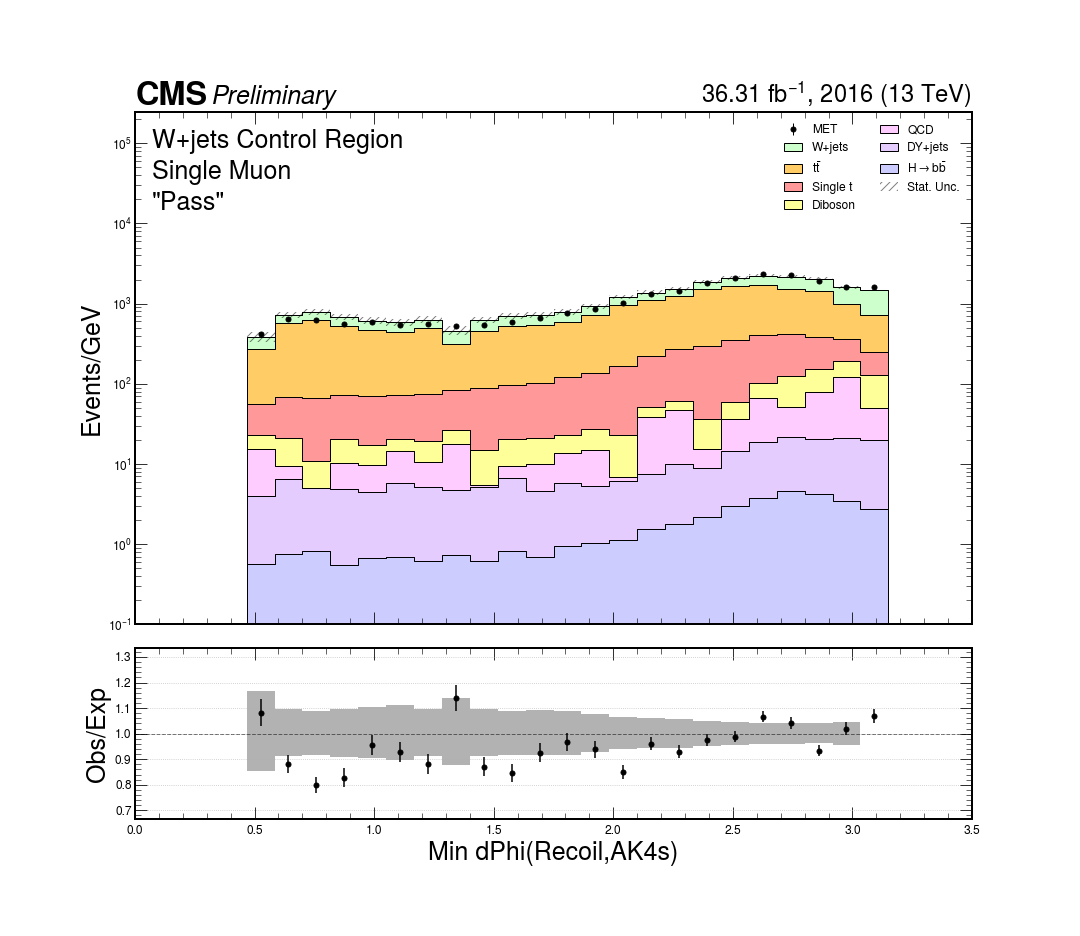 CMS Preliminary
36.31 fb⁻¹, 2016 (13 TeV)
W+jets Control Region
Single Muon
"Pass"
MET
W+jets
tt̄
Single t
Diboson
QCD
DY+jets
H→bb̄
Stat. Unc.
Events/GeV
10⁵
10⁴
10³
10²
10¹
10⁰
10⁻¹
Obs/Exp
1.3
1.2
1.1
1.0
0.9
0.8
0.7
0.0 0.5 1.0 1.5 2.0 2.5 3.0 3.5
Min dPhi(Recoil,AK4s)